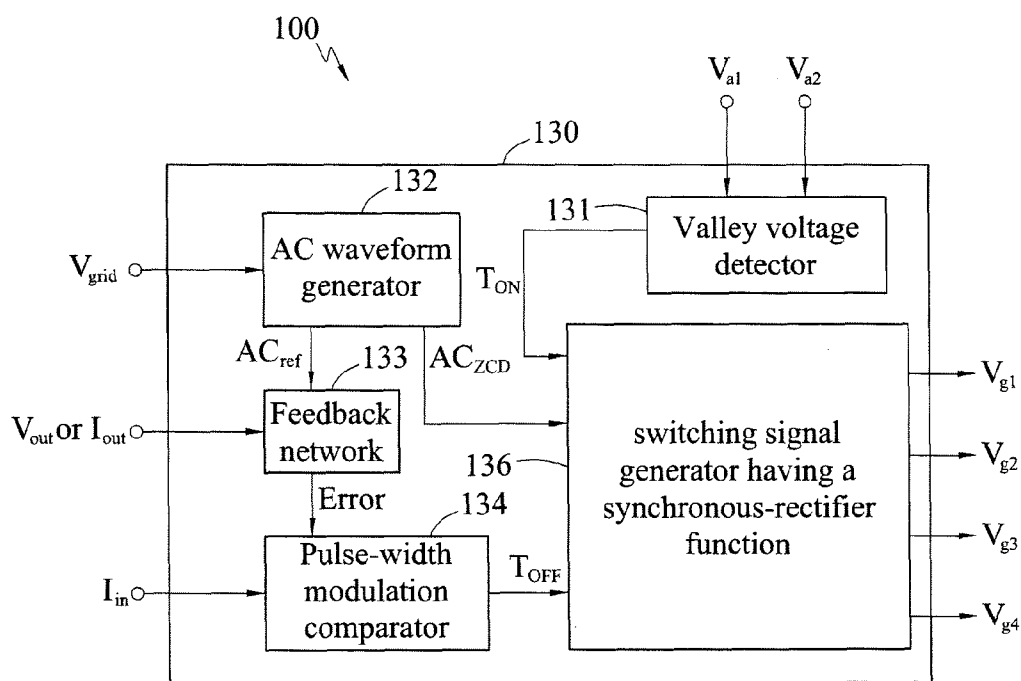 100
V_a1
V_a2
130
132
AC waveform
generator
131
Valley voltage
detector
V_grid
T_ON
AC_ref
133
AC_ZCD
V_g1
Feedback
network
V_out or I_out
switching signal
generator having a
synchronous-rectifier
function
136
V_g2
Error
134
V_g3
Pulse-width
modulation
comparator
T_OFF
I_in
V_g4